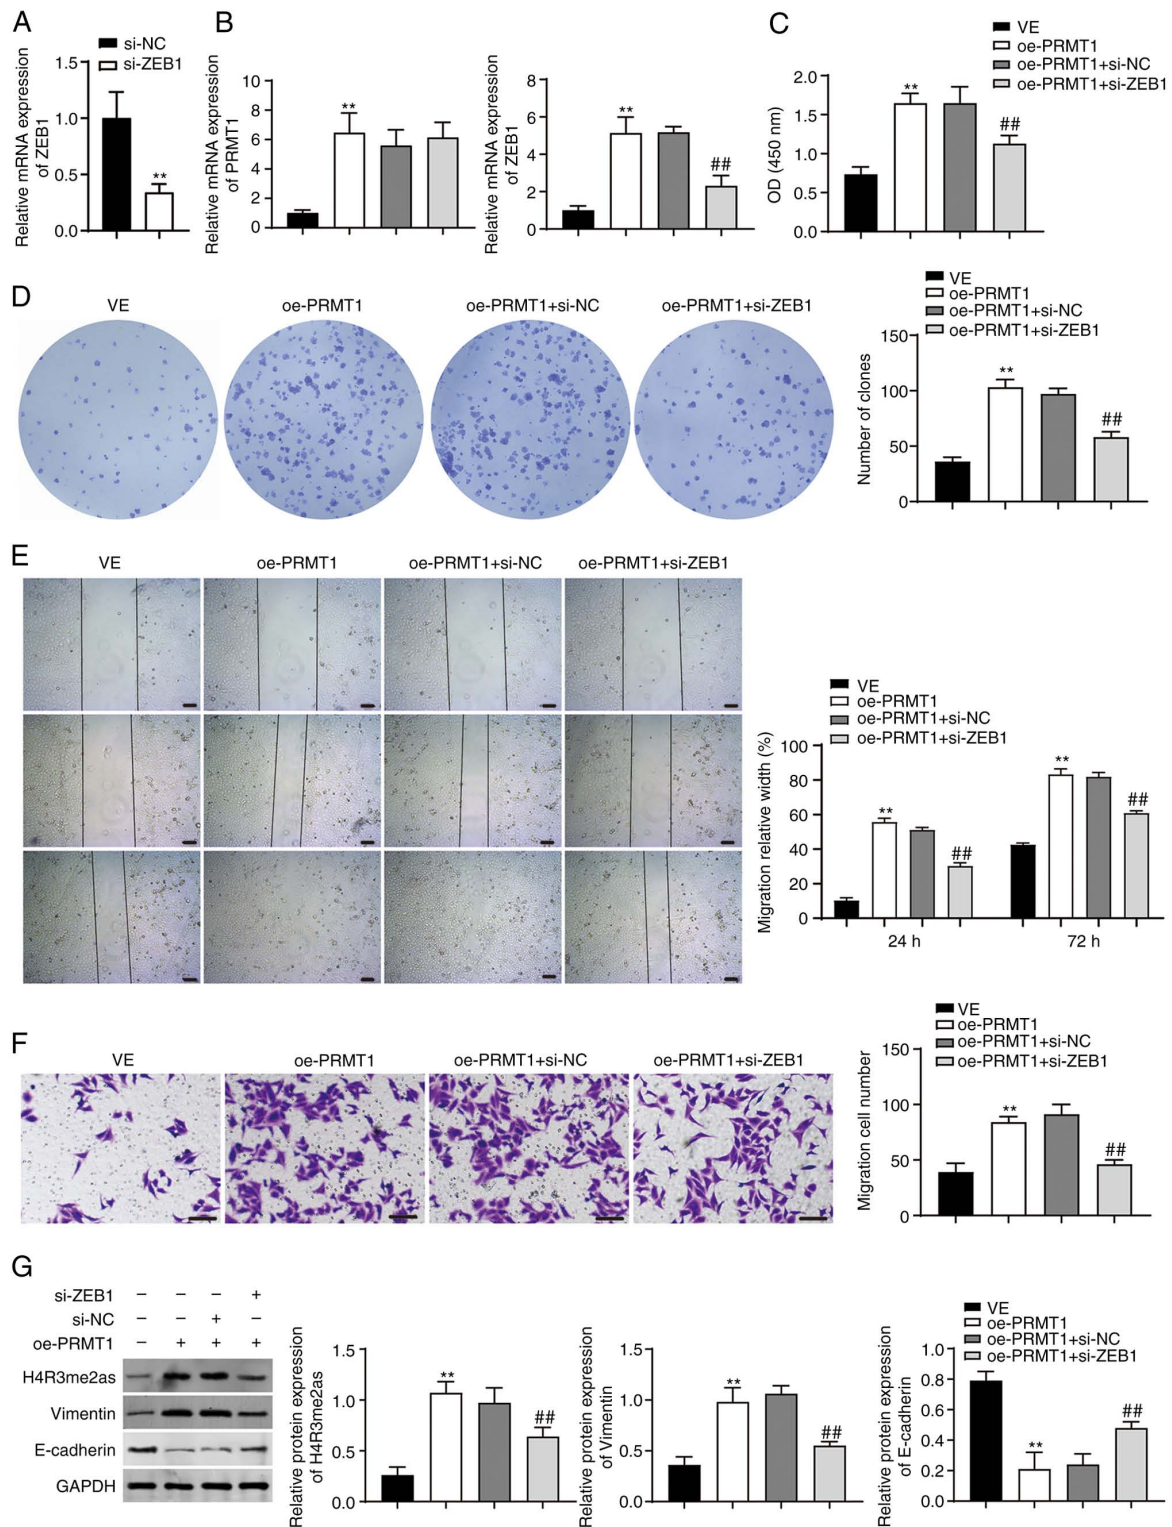 A
si-NC
si-ZEB1
Relative mRNA expression
of ZEB1
1.5
1.0
0.5
0.0
**
B
Relative mRNA expression
of PRMT1
10
8
6
4
2
0
**
Relative mRNA expression
of ZEB1
8
6
4
2
0
**
##
C
VE
oe-PRMT1
oe-PRMT1+si-NC
oe-PRMT1+si-ZEB1
OD (450 nm)
2.0
1.5
1.0
0.5
0.0
**
##
D
VE
oe-PRMT1
oe-PRMT1+si-NC
oe-PRMT1+si-ZEB1
VE
oe-PRMT1
oe-PRMT1+si-NC
oe-PRMT1+si-ZEB1
Number of clones
150
100
50
0
**
##
E
VE
oe-PRMT1
oe-PRMT1+si-NC
oe-PRMT1+si-ZEB1
VE
oe-PRMT1
oe-PRMT1+si-NC
oe-PRMT1+si-ZEB1
Migration relative width (%)
100
80
60
40
20
0
**
##
**
##
24 h
72 h
F
VE
oe-PRMT1
oe-PRMT1+si-NC
oe-PRMT1+si-ZEB1
VE
oe-PRMT1
oe-PRMT1+si-NC
oe-PRMT1+si-ZEB1
Migration cell number
150
100
50
0
**
##
G
si-ZEB1 − − − +
si-NC − − + −
oe-PRMT1 − + + +
H4R3me2as
Vimentin
E-cadherin
GAPDH
Relative protein expression
of H4R3me2as
1.5
1.0
0.5
0.0
**
##
Relative protein expression
of Vimentin
1.5
1.0
0.5
0.0
**
##
VE
oe-PRMT1
oe-PRMT1+si-NC
oe-PRMT1+si-ZEB1
Relative protein expression
of E-cadherin
1.0
0.8
0.6
0.4
0.2
0.0
**
##